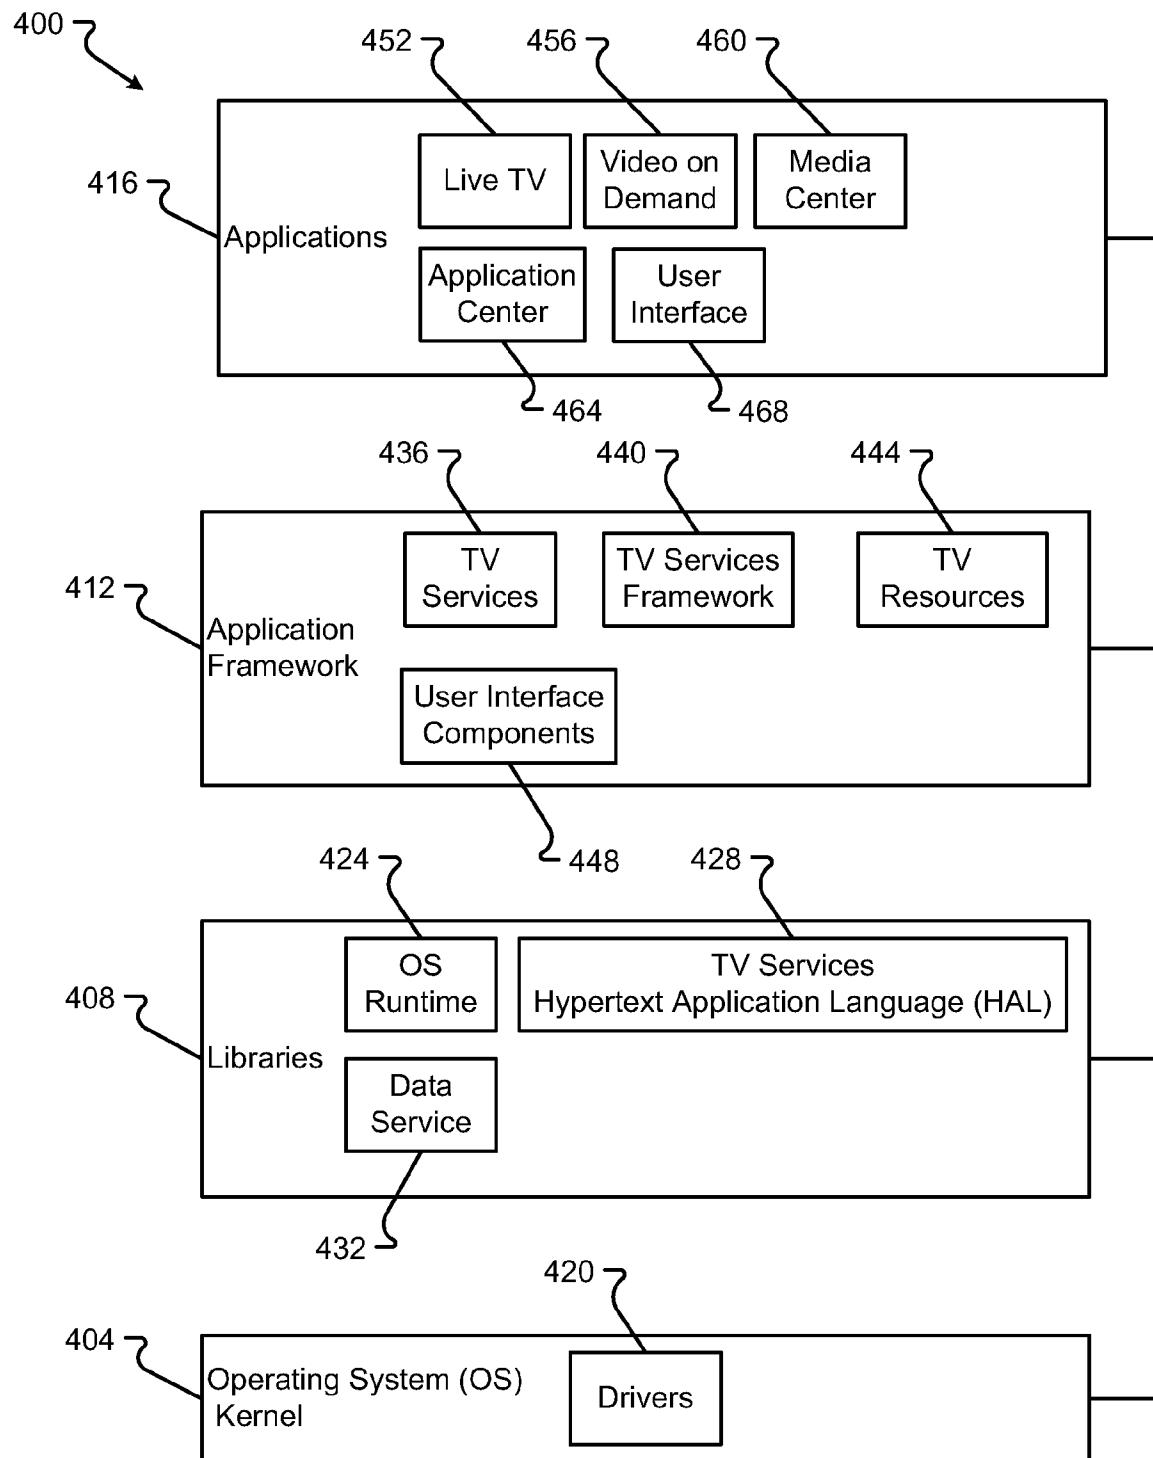 400
452
456
460
416
Applications
Live TV
Video on
Demand
Media
Center
Application
Center
User
Interface
464
468
436
440
444
412
Application
Framework
TV
Services
TV Services
Framework
TV
Resources
User Interface
Components
448
424
428
408
Libraries
OS
Runtime
TV Services
Hypertext Application Language (HAL)
Data
Service
432
420
404
Operating System (OS)
Kernel
Drivers